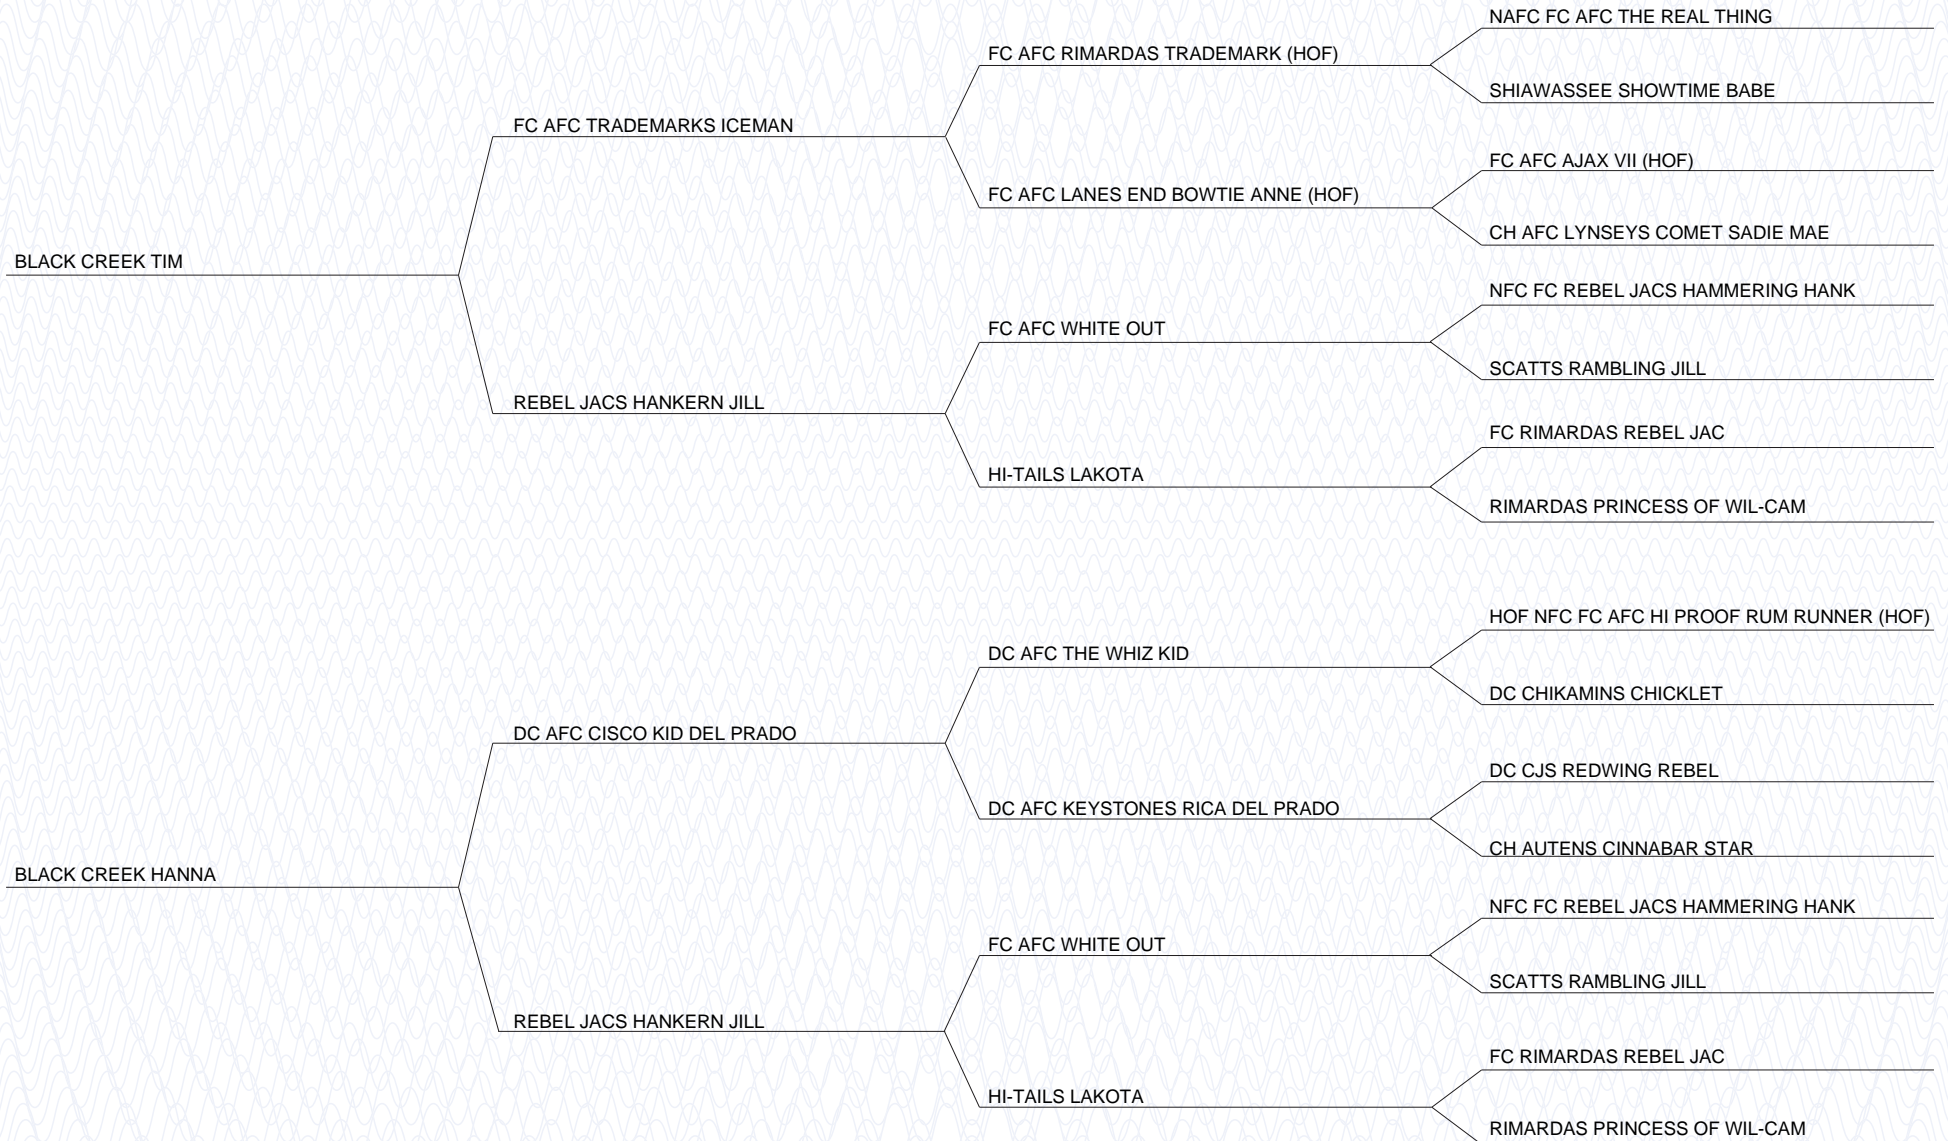 NAFC FC AFC THE REAL THING
FC AFC RIMARDAS TRADEMARK (HOF)
SHIAWASSEE SHOWTIME BABE
FC AFC TRADEMARKS ICEMAN
FC AFC AJAX VII (HOF)
FC AFC LANES END BOWTIE ANNE (HOF)
CH AFC LYNSEYS COMET SADIE MAE
BLACK CREEK TIM
NFC FC REBEL JACS HAMMERING HANK
FC AFC WHITE OUT
SCATTS RAMBLING JILL
REBEL JACS HANKERN JILL
FC RIMARDAS REBEL JAC
HI-TAILS LAKOTA
RIMARDAS PRINCESS OF WIL-CAM
HOF NFC FC AFC HI PROOF RUM RUNNER (HOF)
DC AFC THE WHIZ KID
DC CHIKAMINS CHICKLET
DC AFC CISCO KID DEL PRADO
DC CJS REDWING REBEL
DC AFC KEYSTONES RICA DEL PRADO
CH AUTENS CINNABAR STAR
BLACK CREEK HANNA
NFC FC REBEL JACS HAMMERING HANK
FC AFC WHITE OUT
SCATTS RAMBLING JILL
REBEL JACS HANKERN JILL
FC RIMARDAS REBEL JAC
HI-TAILS LAKOTA
RIMARDAS PRINCESS OF WIL-CAM